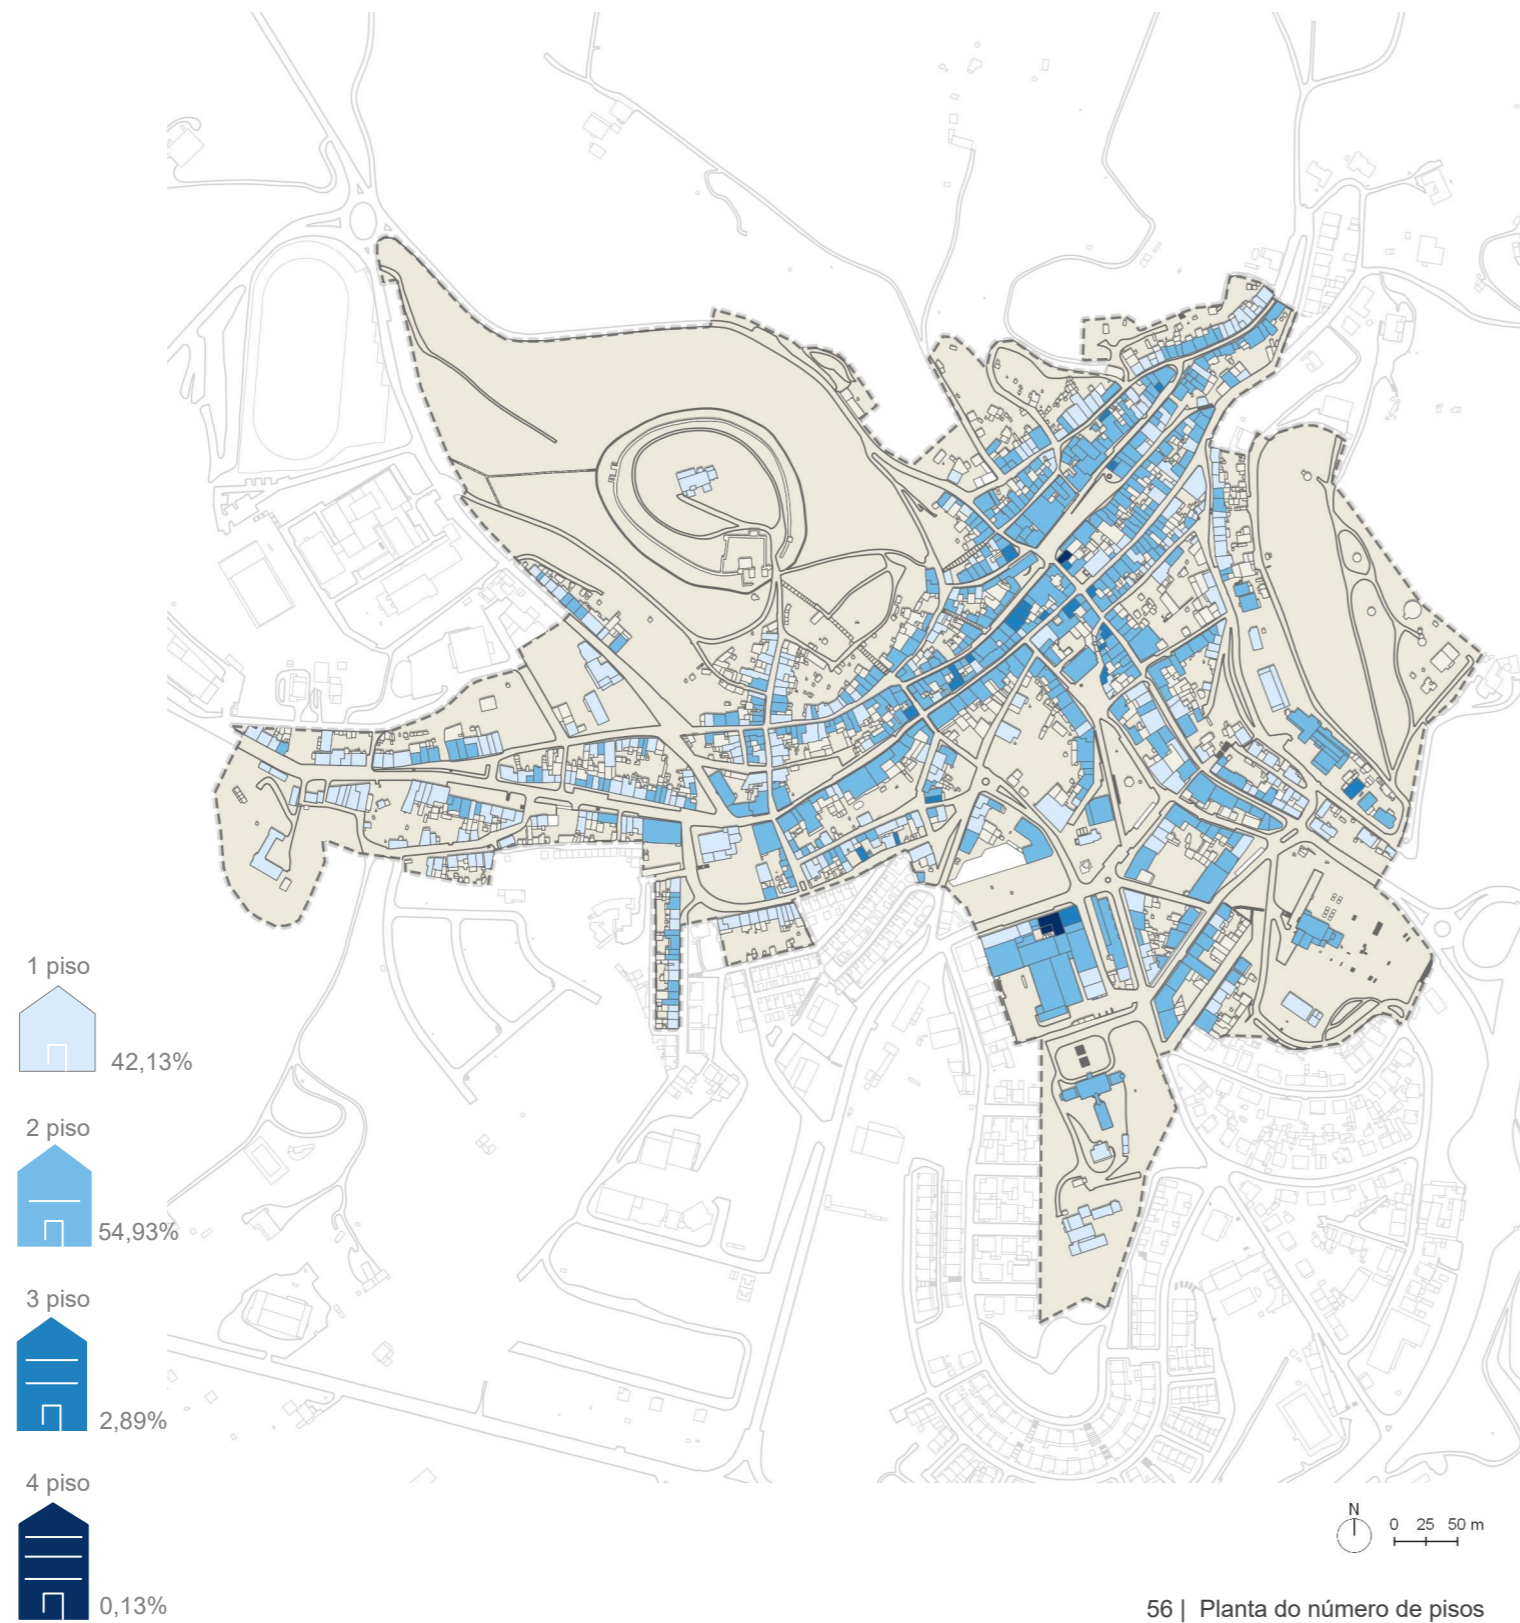 1 piso
42,13%
2 piso
54,93%
3 piso
2,89%
4 piso
0,13%
N
0 25 50 m
56 | Planta do número de pisos